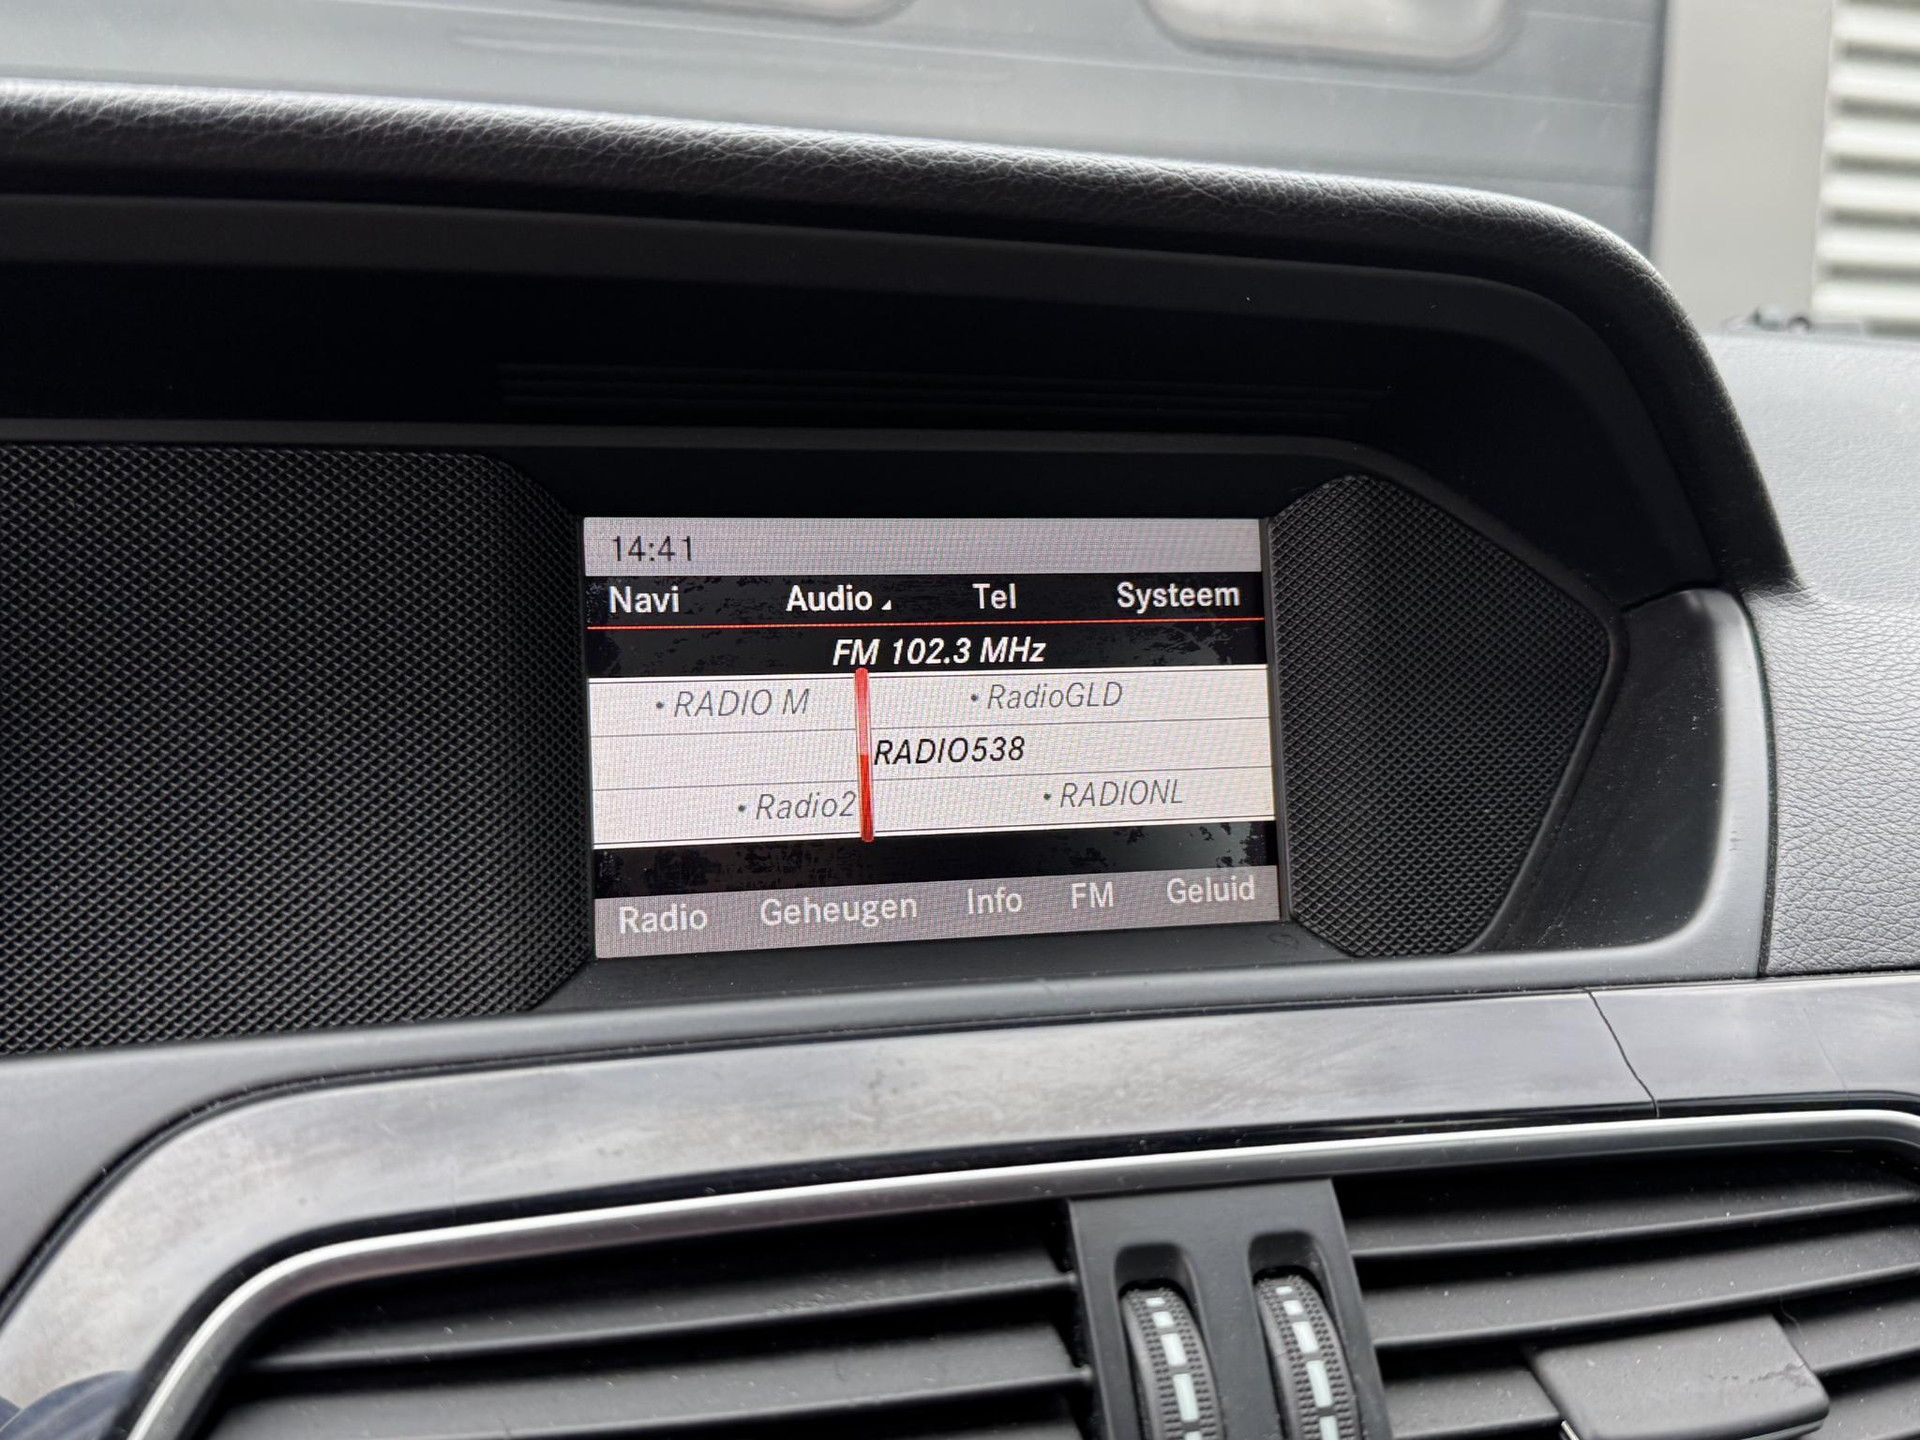 14:41
Navi Audio Tel Systeem
FM 102.3 MHz
• RADIO M • RadioGLD
RADIO538
• Radio2 • RADIONL
Radio Geheugen Info FM Geluid